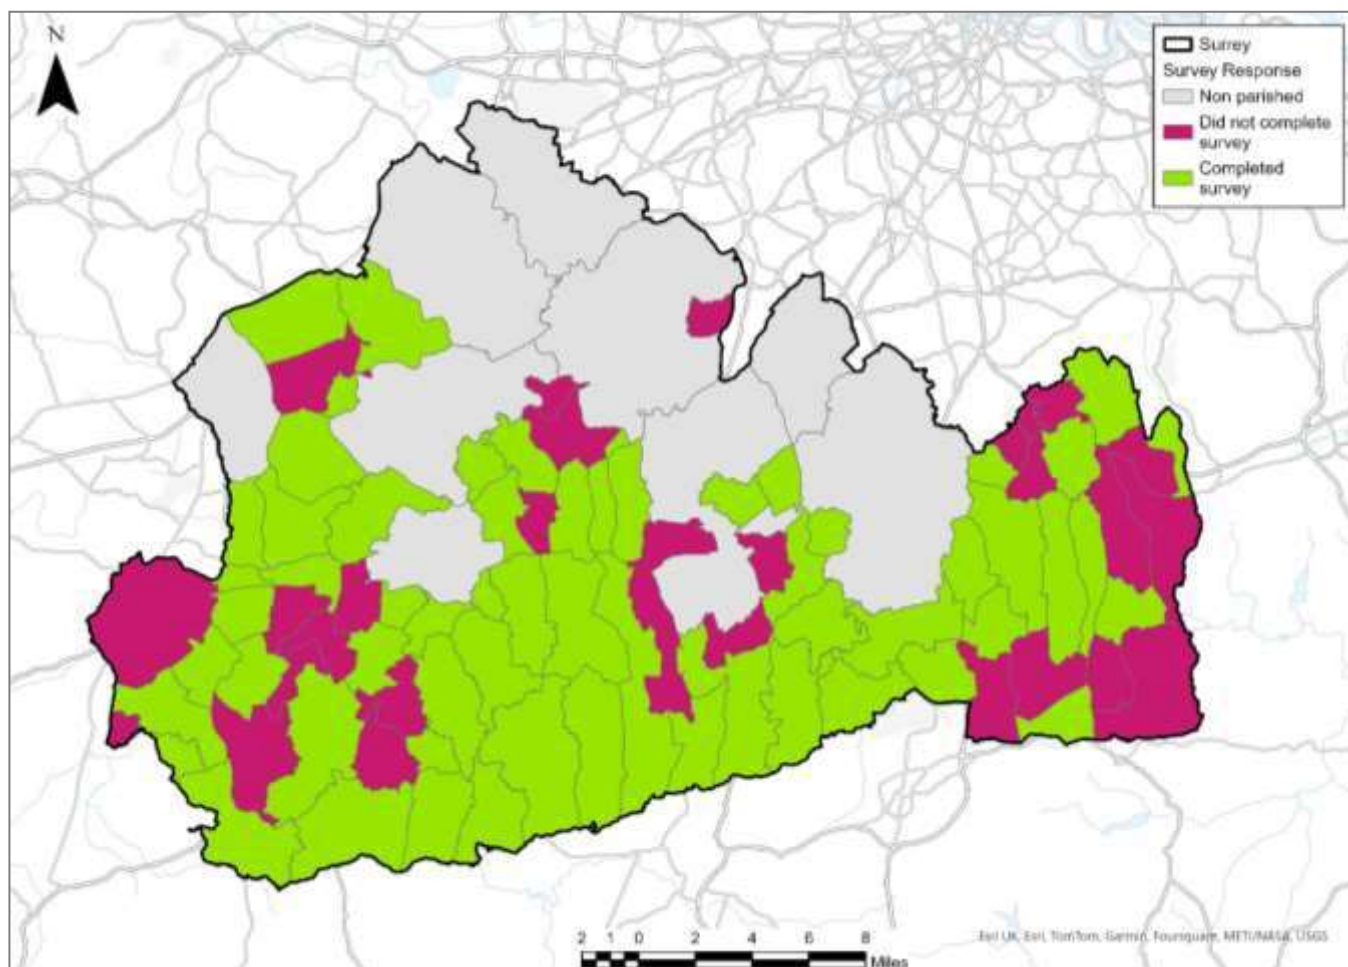 N
Surrey
Survey Response
Non parished
Did not complete
survey
Completed
survey
2 1 0 2 4 6 8
Miles
Esri UK, Esri, TomTom, Garmin, Foursquare, METI/NASA, USGS